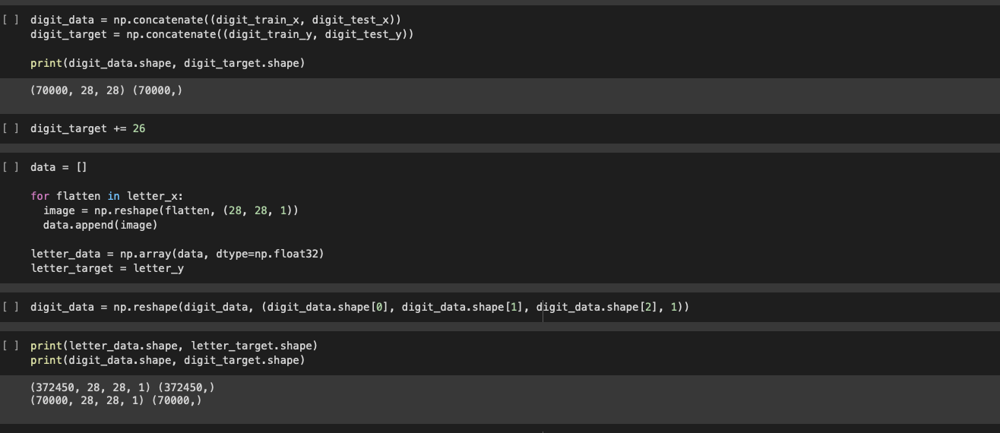 [ ] digit_data = np.concatenate((digit_train_x, digit_test_x))
digit_target = np.concatenate((digit_train_y, digit_test_y))
print(digit_data.shape, digit_target.shape)
(70000, 28, 28) (70000,)
[ ] digit_target += 26
[ ] data = []
for flatten in letter_x:
  image = np.reshape(flatten, (28, 28, 1))
  data.append(image)
letter_data = np.array(data, dtype=np.float32)
letter_target = letter_y
[ ] digit_data = np.reshape(digit_data, (digit_data.shape[0], digit_data.shape[1], digit_data.shape[2], 1))
[ ] print(letter_data.shape, letter_target.shape)
print(digit_data.shape, digit_target.shape)
(372450, 28, 28, 1) (372450,)
(70000, 28, 28, 1) (70000,)